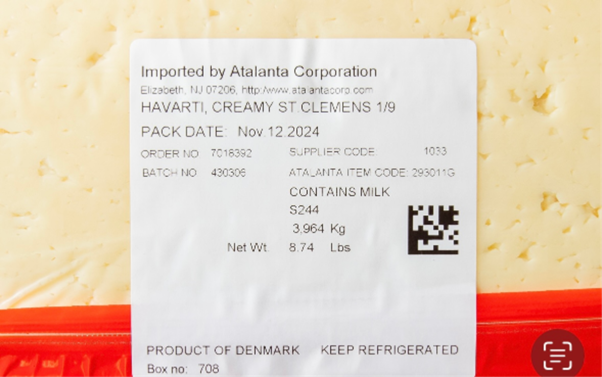 Imported by Atalanta Corporation
Elizabeth, NJ 07206, http:/www.atalantacorp.com
HAVARTI, CREAMY ST CLEMENS 1/9
PACK DATE: Nov 12.2024
ORDER NO 7018392 SUPPLIER CODE: 1033
BATCH NO 430306 ATALANTA ITEM CODE: 293011G
CONTAINS MILK
S244
3,964 Kg
Net Wt. 8.74 Lbs
PRODUCT OF DENMARK KEEP REFRIGERATED
Box no: 708